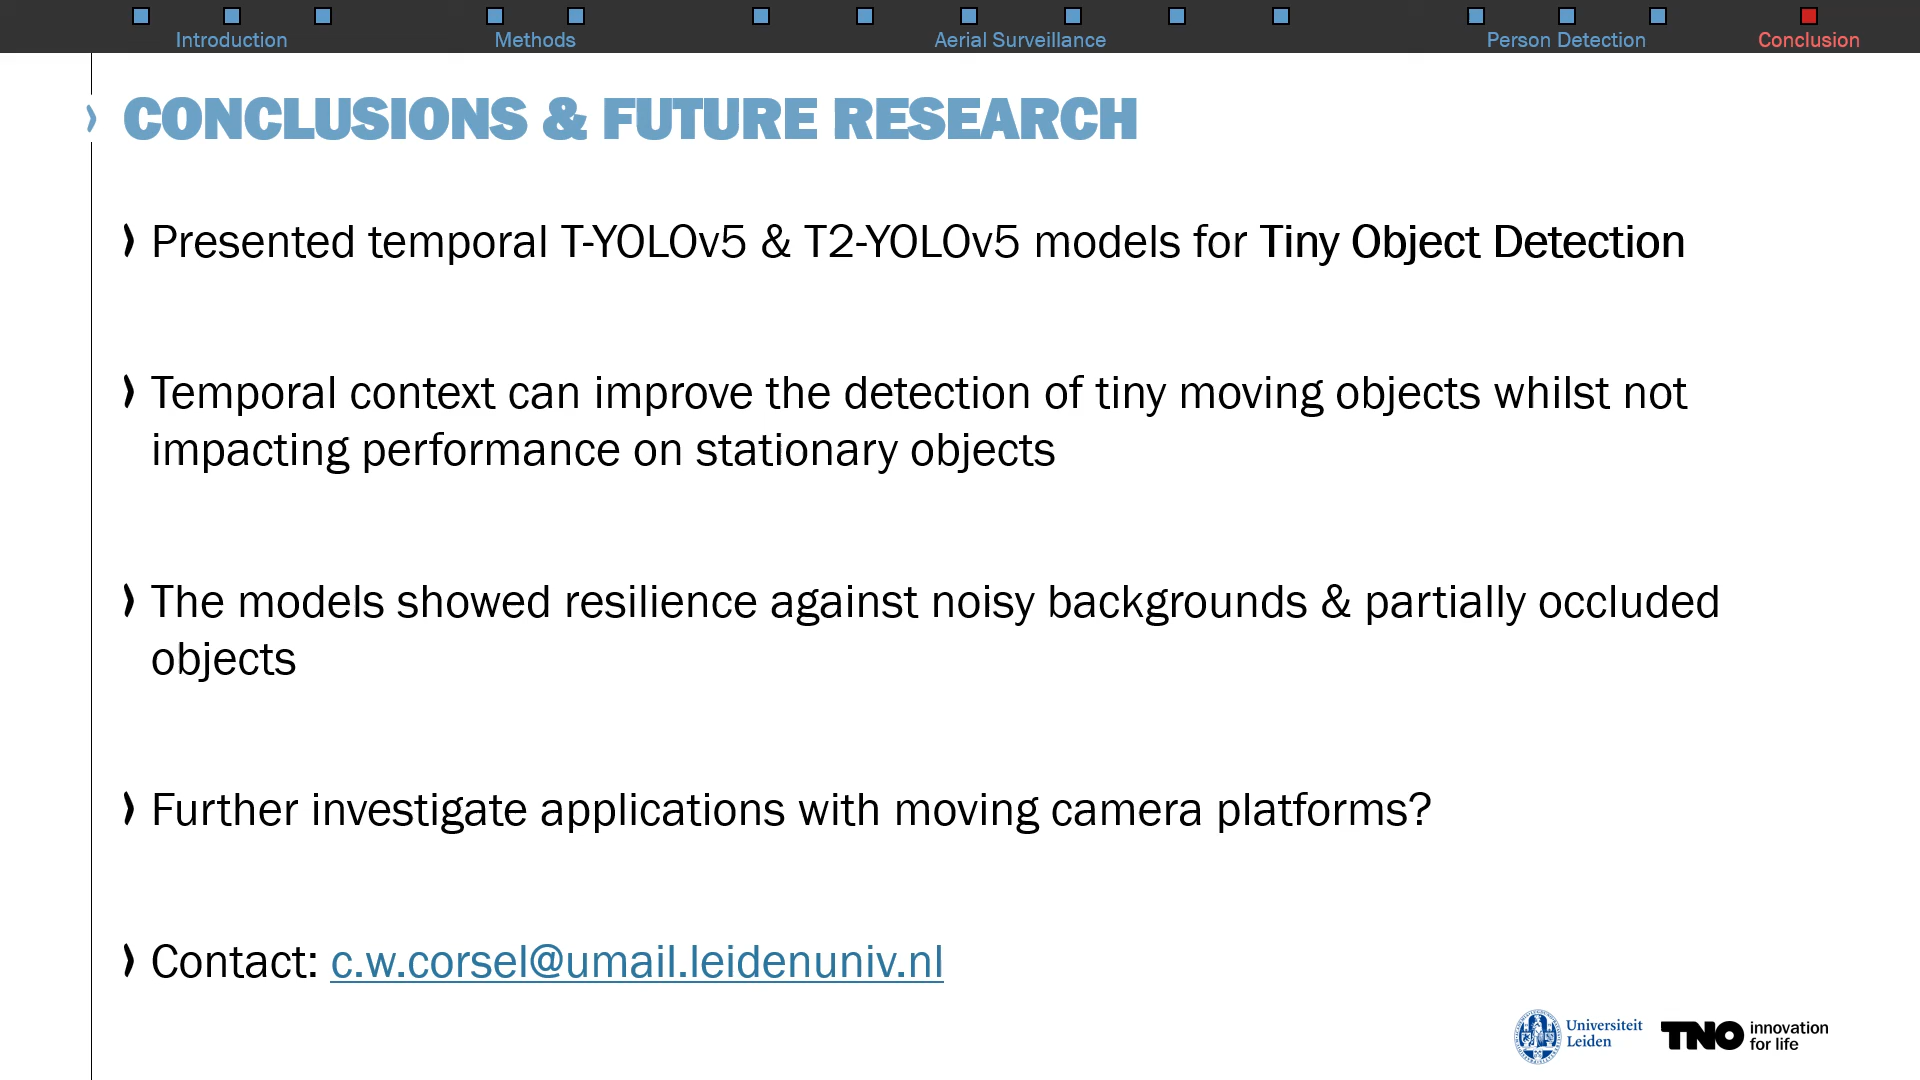 Introduction
Methods
Aerial Surveillance
Person Detection
Conclusion
CONCLUSIONS & FUTURE RESEARCH
Presented temporal T-YOLOv5 & T2-YOLOv5 models for Tiny Object Detection
Temporal context can improve the detection of tiny moving objects whilst not
impacting performance on stationary objects
The models showed resilience against noisy backgrounds & partially occluded
objects
Further investigate applications with moving camera platforms?
Contact: c.w.corsel@umail.leidenuniv.nl
Universiteit
Leiden
TNO innovation
for life